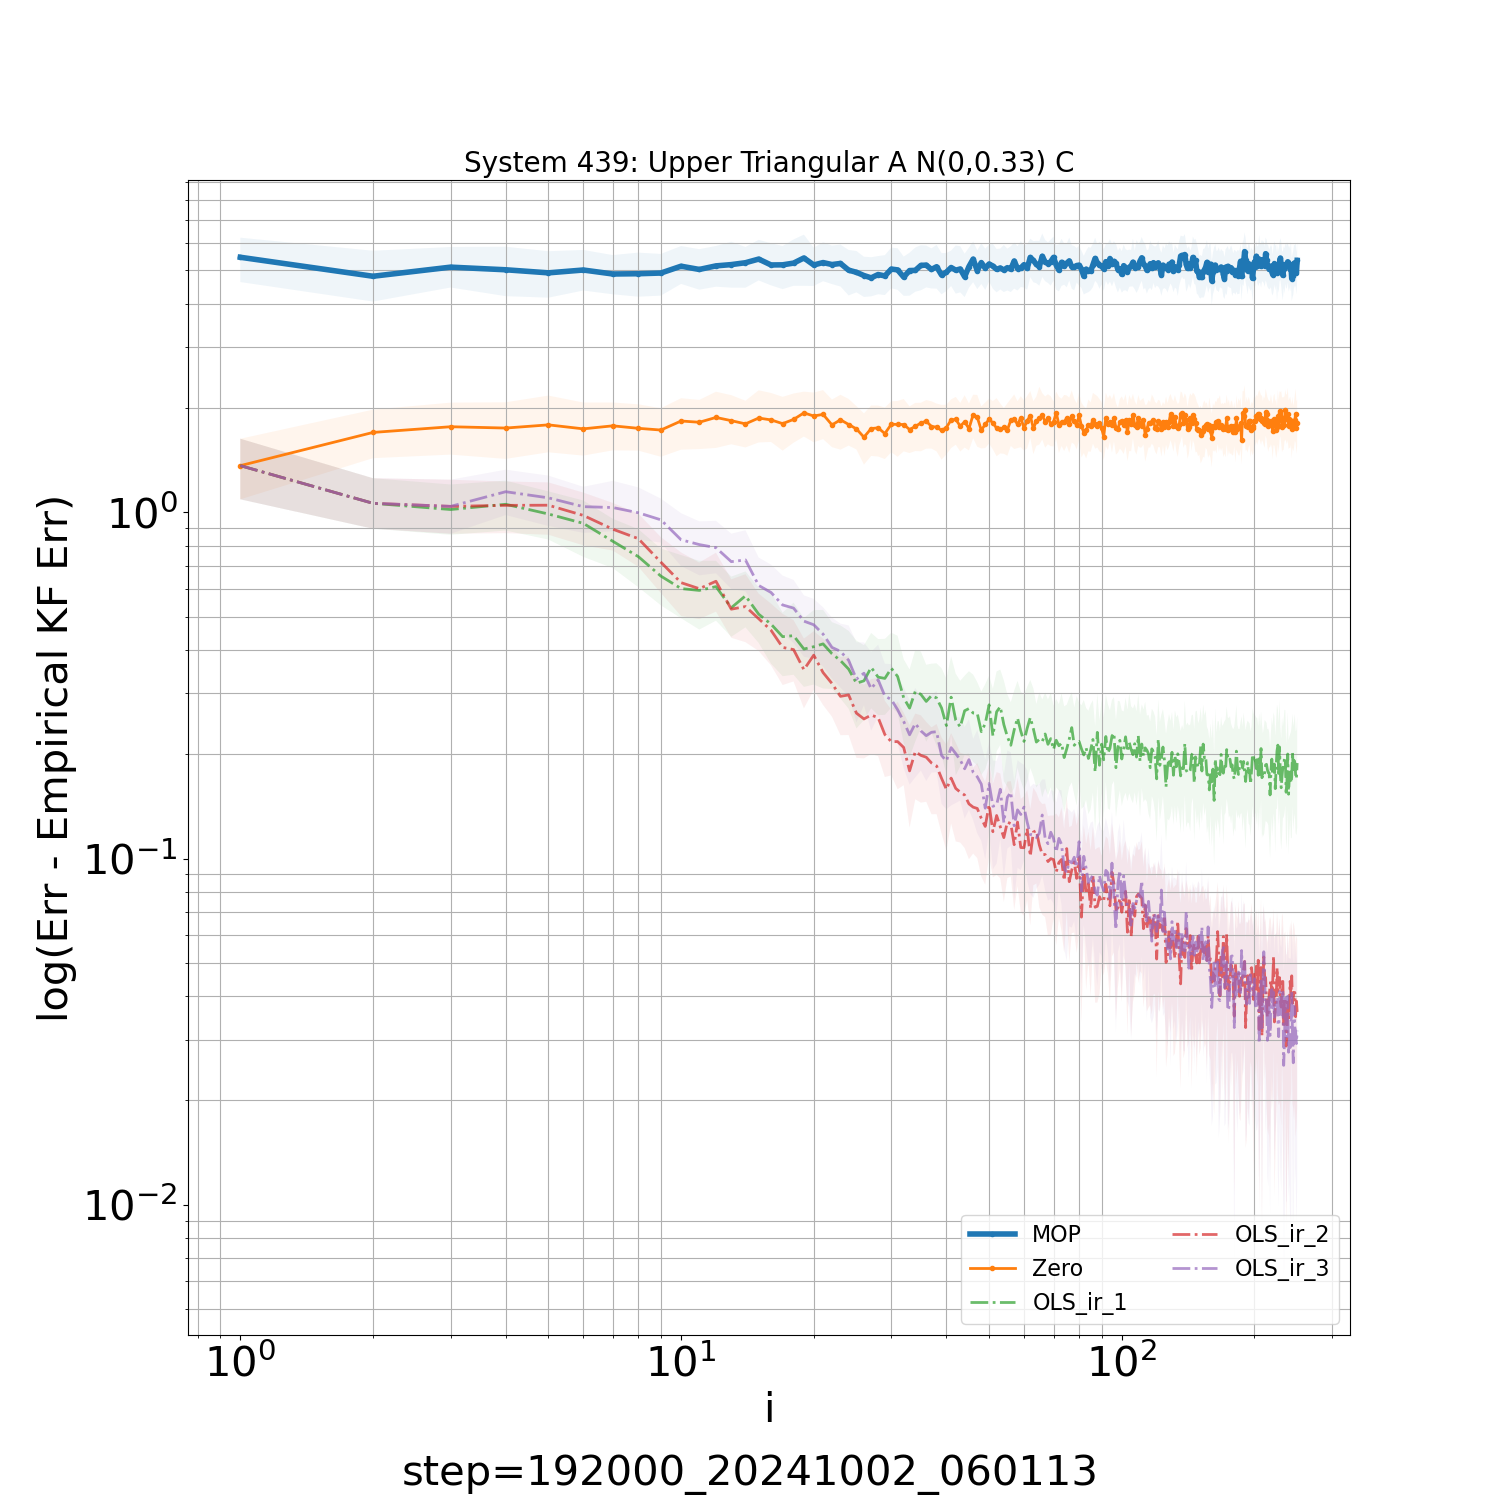 System 439: Upper Triangular A N(0,0.33) C
log(Err - Empirical KF Err)
10⁰
10⁻¹
10⁻²
10⁰ 10¹ 10²
MOP
Zero
OLS_ir_1
OLS_ir_2
OLS_ir_3
i
step=192000_20241002_060113